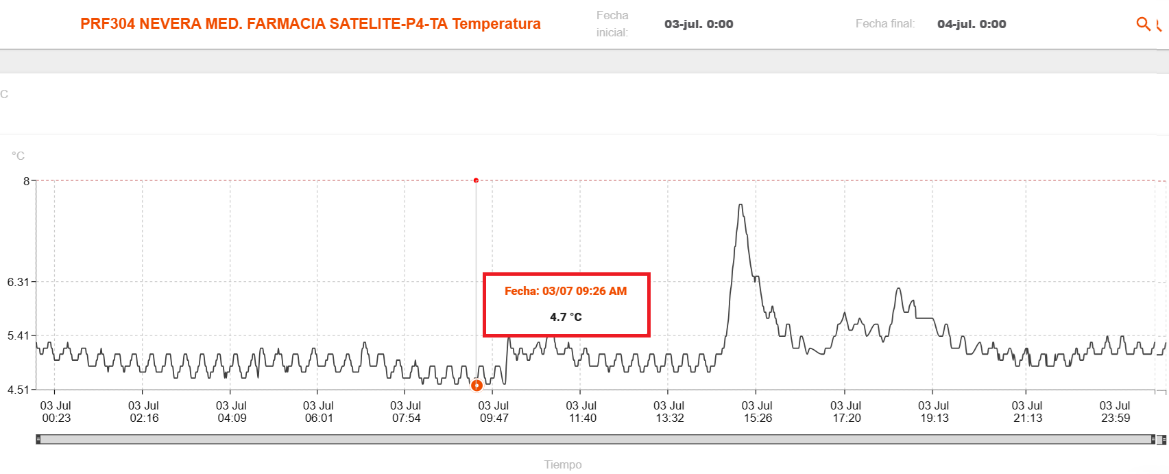 PRF304 NEVERA MED. FARMACIA SATELITE-P4-TA Temperatura
Fecha
inicial:
03-jul. 0:00
Fecha final:
04-jul. 0:00
C
°C
8
6.31
5.41
4.51
Fecha: 03/07 09:26 AM
4.7 °C
03 Jul 03 Jul 03 Jul 03 Jul 03 Jul 03 Jul 03 Jul 03 Jul 03 Jul 03 Jul 03 Jul 03 Jul 03 Jul
00:23 02:16 04:09 06:01 07:54 09:47 11:40 13:32 15:26 17:20 19:13 21:13 23:59
Tiempo